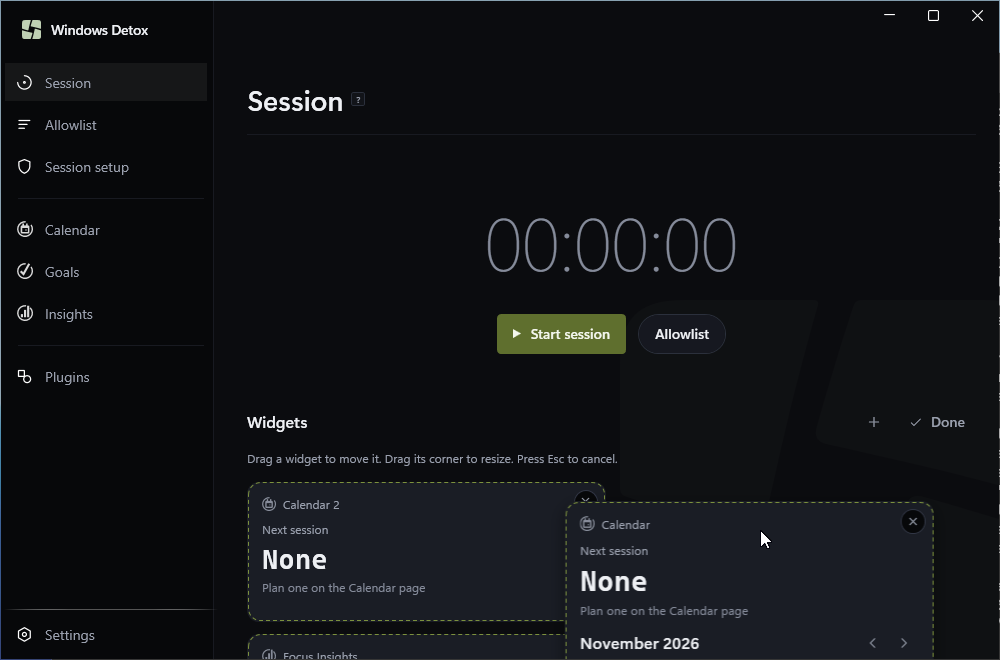 Windows Detox
Session
Allowlist
Session setup
Calendar
Goals
Insights
Plugins
Settings
Session ?
00:00:00
Start session
Allowlist
Widgets
Done
Drag a widget to move it. Drag its corner to resize. Press Esc to cancel.
Calendar 2
Next session
None
Plan one on the Calendar page
Focus Insights
Calendar
Next session
None
Plan one on the Calendar page
November 2026